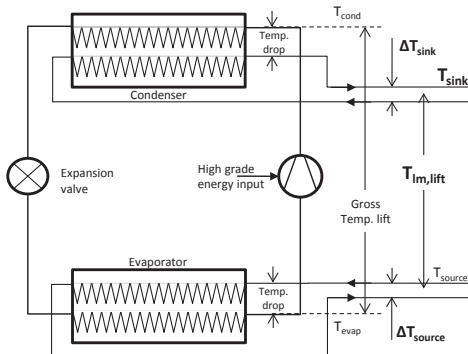 T_cond
Temp.
drop
ΔT_sink
T_sink
Condenser
Expansion
valve
High grade
energy input
T_lm,lift
Gross
Temp. lift
Evaporator
Temp.
drop
T_source
T_evap
ΔT_source